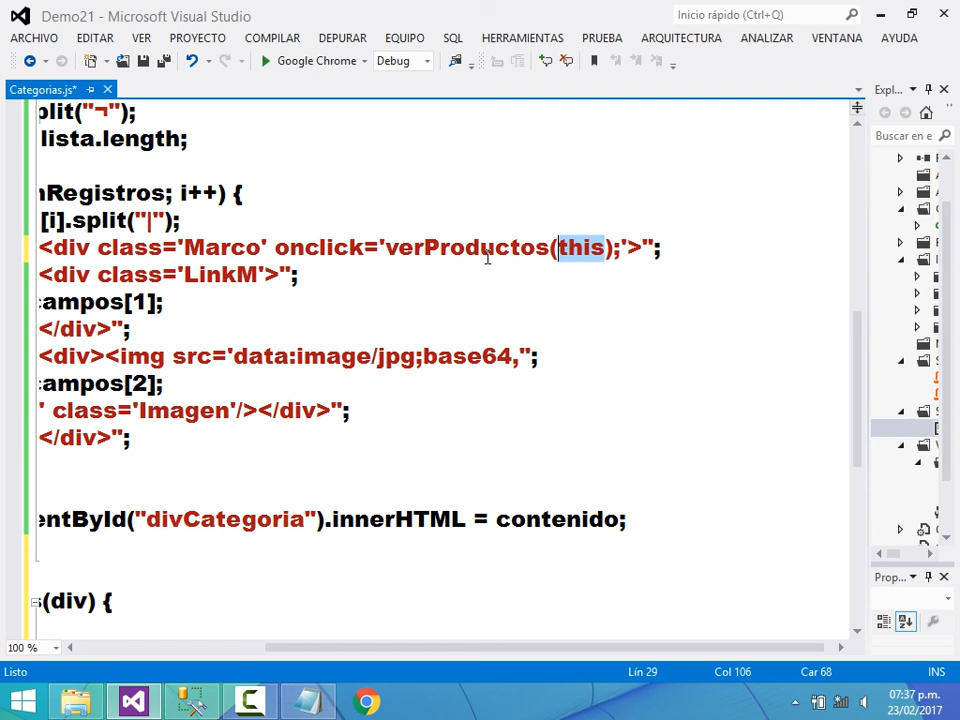 Demo21 - Microsoft Visual Studio
Inicio rápido (Ctrl+Q)
ARCHIVO EDITAR VER PROYECTO COMPILAR DEPURAR EQUIPO SQL HERRAMIENTAS PRUEBA ARQUITECTURA ANALIZAR VENTANA AYUDA
Google Chrome Debug
Categorias.js*
Expl...
Buscar en e
plit("¬");
lista.length;
nRegistros; i++) {
[i].split("|");
<div class='Marco' onclick='verProductos(this);'>";
<div class='LinkM'>";
campos[1];
</div>";
<div><img src='data:image/jpg;base64,";
campos[2];
' class='Imagen'/></div>";
</div>";
entById("divCategoria").innerHTML = contenido;
s(div) {
Prop...
100 %
Listo
Lín 29
Col 106
Car 68
INS
07:37 p.m.
23/02/2017